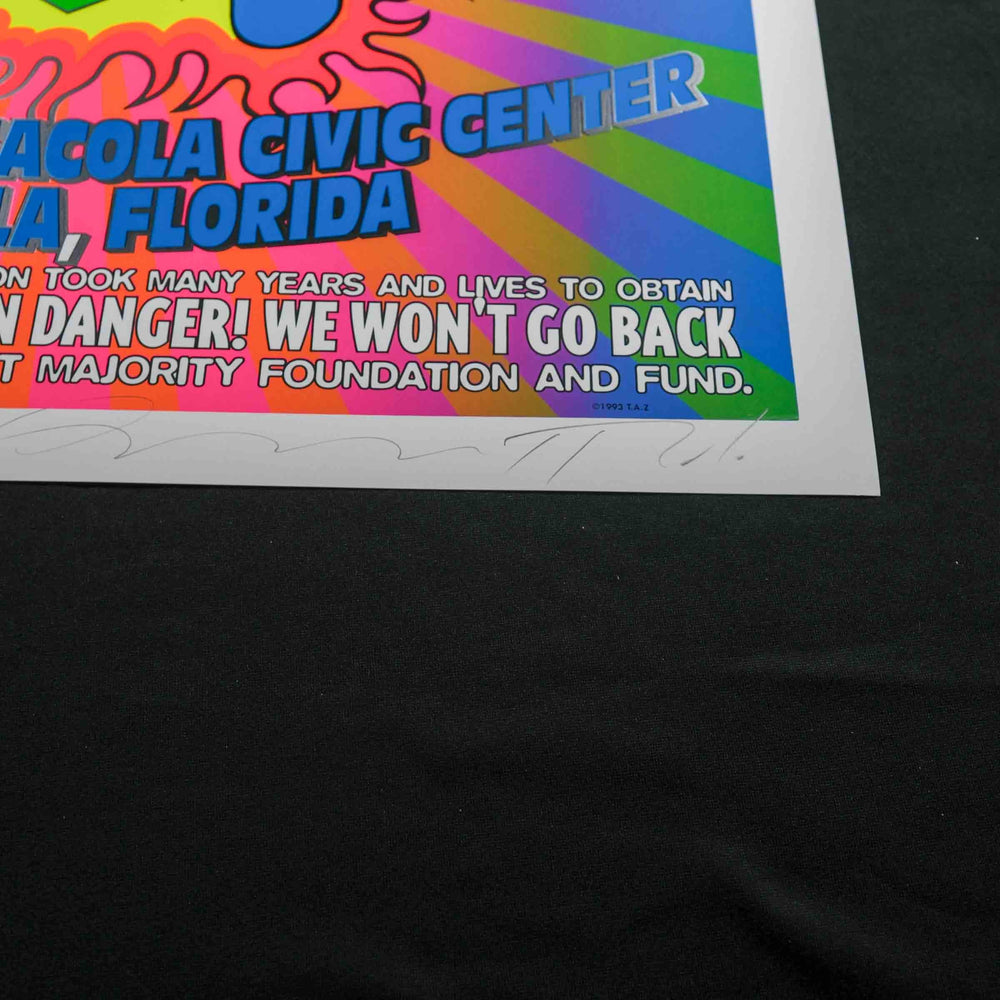 ACOLA CIVIC CENTER
LA, FLORIDA
ON TOOK MANY YEARS AND LIVES TO OBTAIN
N DANGER! WE WON'T GO BACK
T MAJORITY FOUNDATION AND FUND.
©1993 T.A.Z